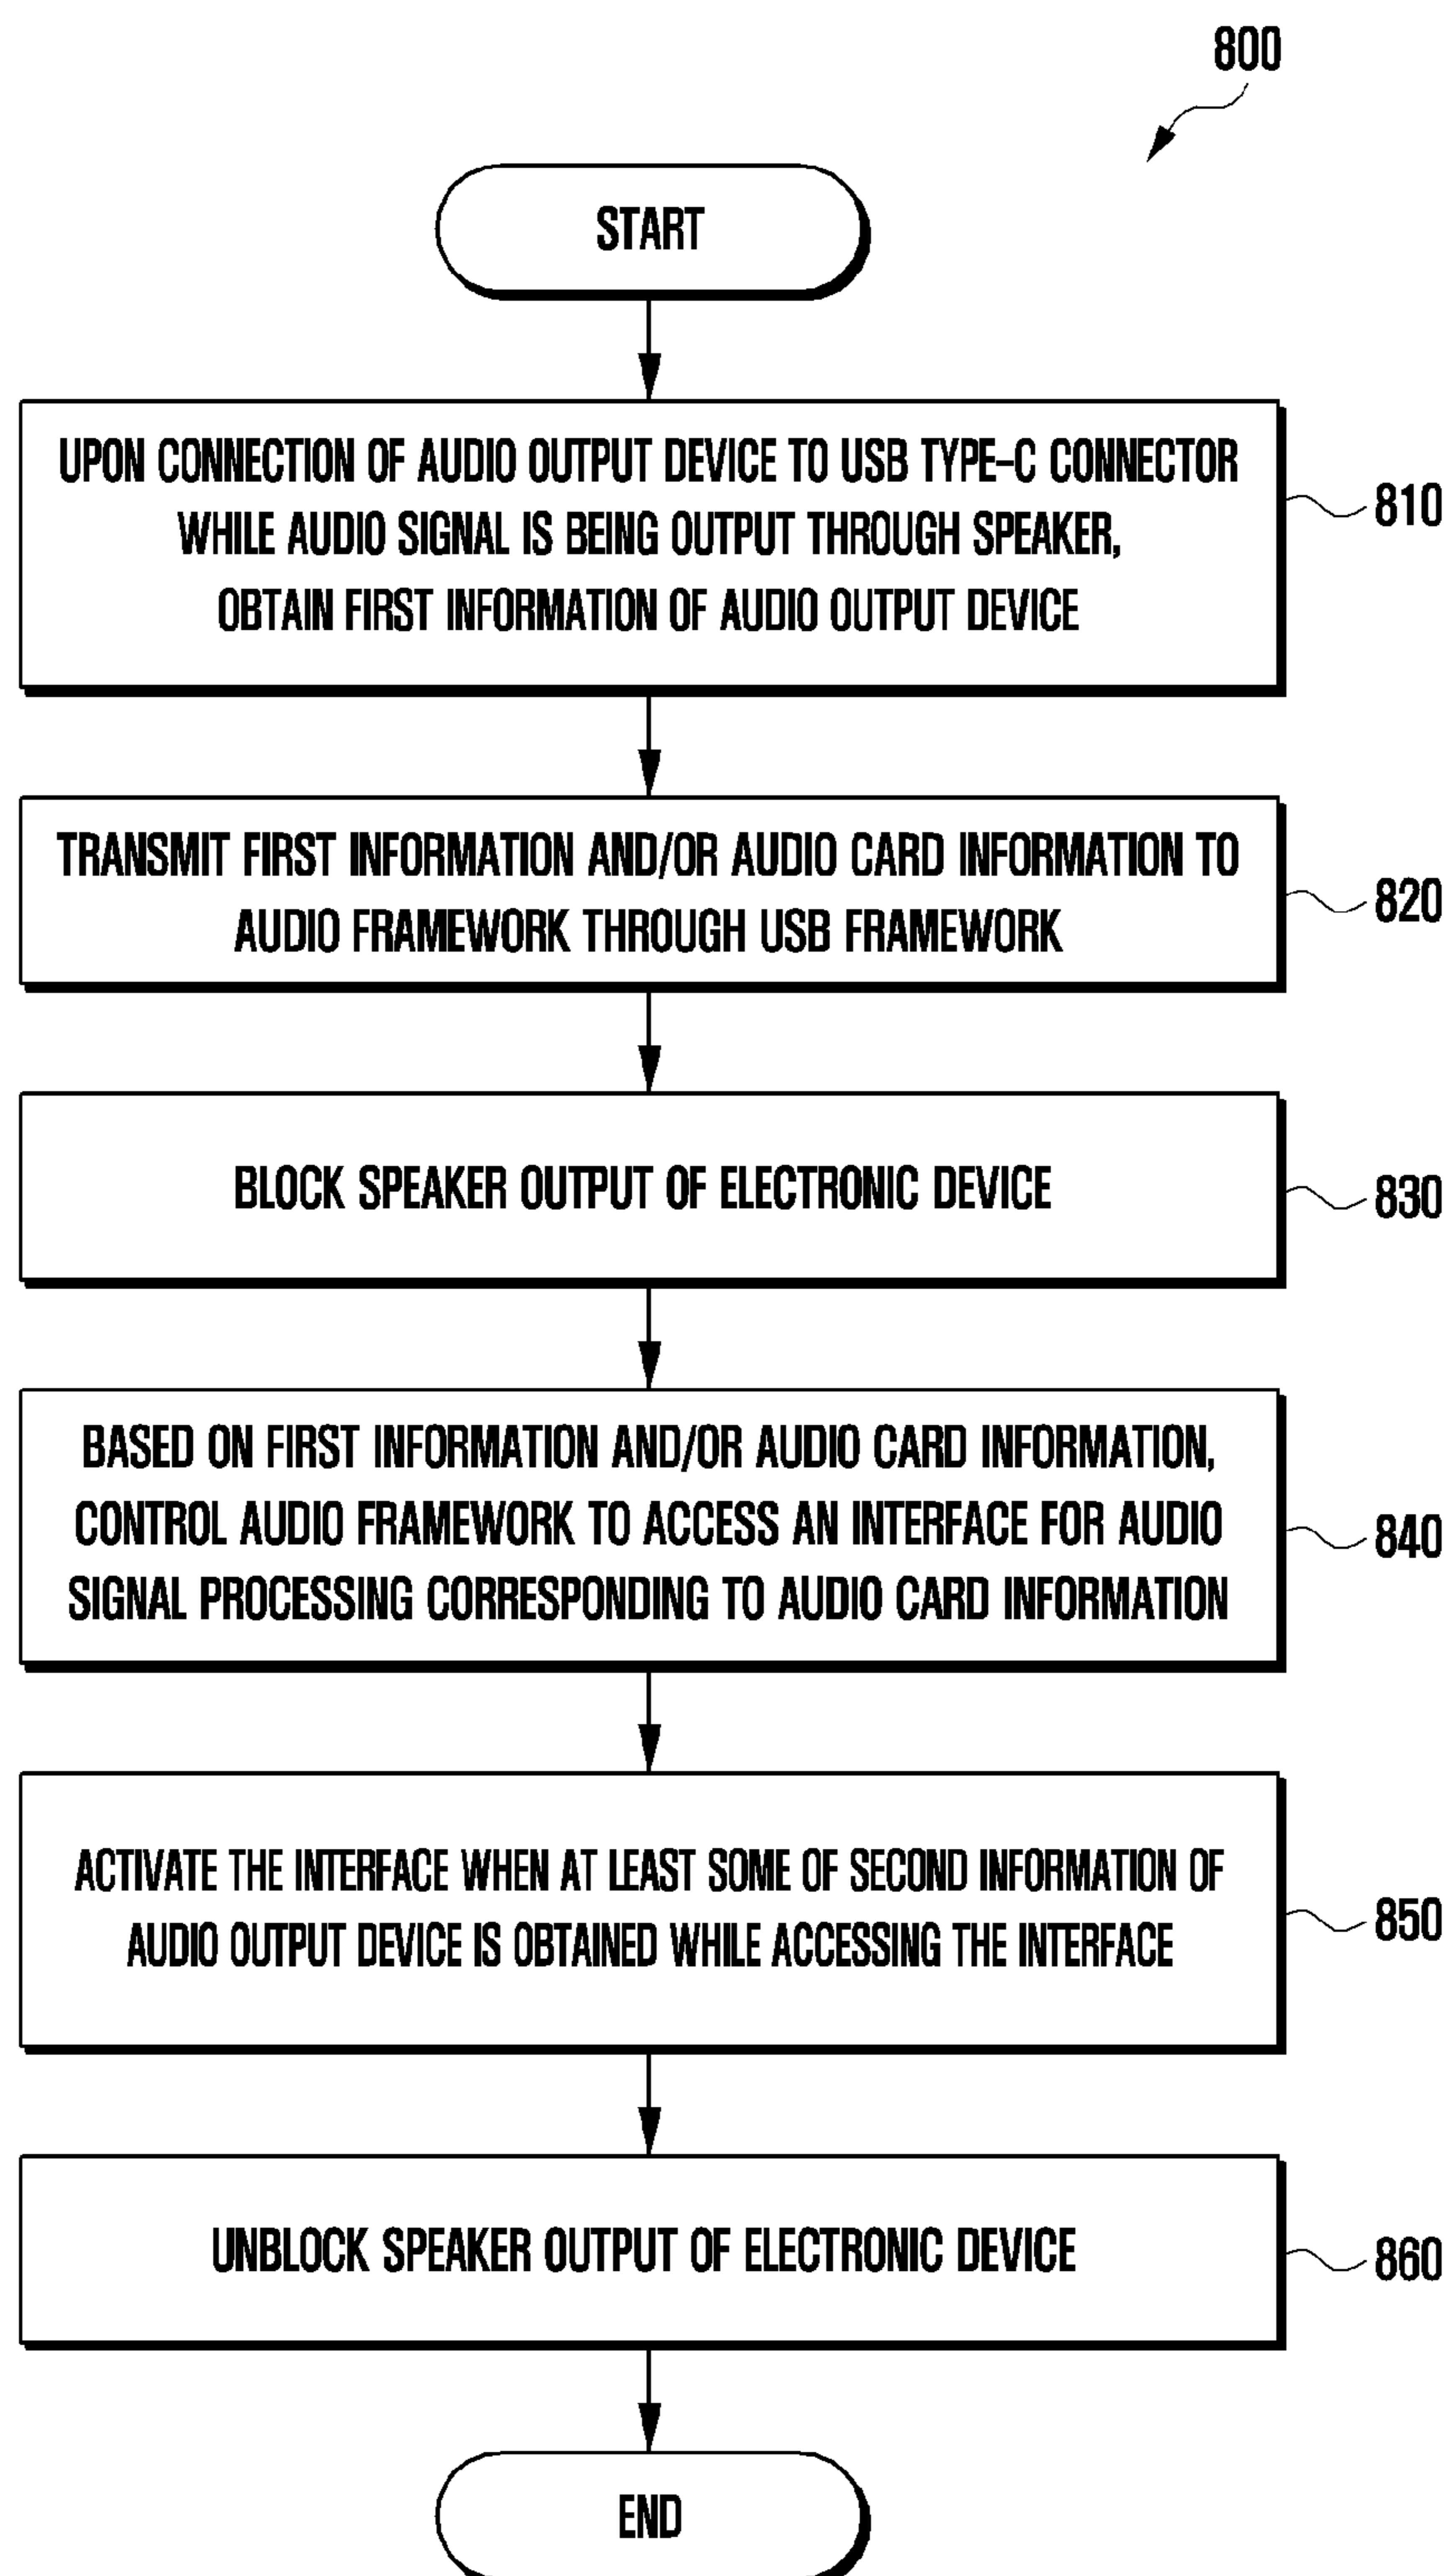 800
START
UPON CONNECTION OF AUDIO OUTPUT DEVICE TO USB TYPE-C CONNECTOR
WHILE AUDIO SIGNAL IS BEING OUTPUT THROUGH SPEAKER,
OBTAIN FIRST INFORMATION OF AUDIO OUTPUT DEVICE
810
TRANSMIT FIRST INFORMATION AND/OR AUDIO CARD INFORMATION TO
AUDIO FRAMEWORK THROUGH USB FRAMEWORK
820
BLOCK SPEAKER OUTPUT OF ELECTRONIC DEVICE
830
BASED ON FIRST INFORMATION AND/OR AUDIO CARD INFORMATION,
CONTROL AUDIO FRAMEWORK TO ACCESS AN INTERFACE FOR AUDIO
SIGNAL PROCESSING CORRESPONDING TO AUDIO CARD INFORMATION
840
ACTIVATE THE INTERFACE WHEN AT LEAST SOME OF SECOND INFORMATION OF
AUDIO OUTPUT DEVICE IS OBTAINED WHILE ACCESSING THE INTERFACE
850
UNBLOCK SPEAKER OUTPUT OF ELECTRONIC DEVICE
860
END